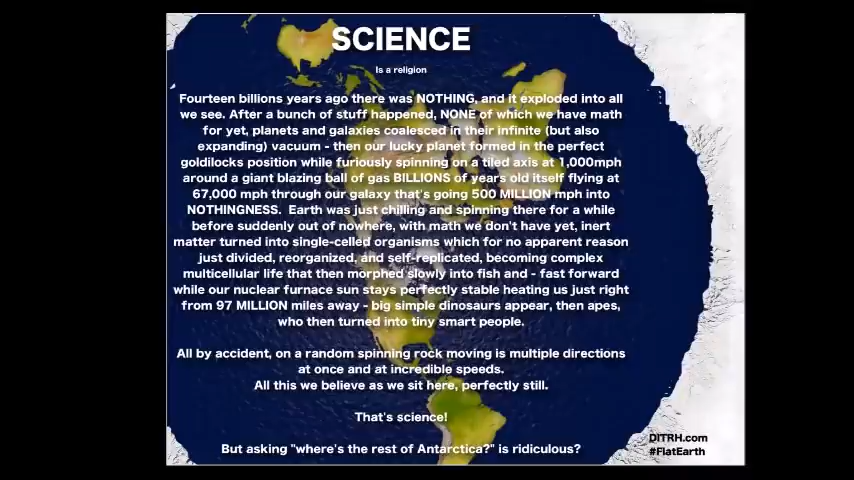 SCIENCE
Is a religion
Fourteen billions years ago there was NOTHING, and it exploded into all
we see. After a bunch of stuff happened, NONE of which we have math
for yet, planets and galaxies coalesced in their infinite (but also
expanding) vacuum - then our lucky planet formed in the perfect
goldilocks position while furiously spinning on a tiled axis at 1,000mph
around a giant blazing ball of gas BILLIONS of years old itself flying at
67,000 mph through our galaxy that's going 500 MILLION mph into
NOTHINGNESS. Earth was just chilling and spinning there for a while
before suddenly out of nowhere, with math we don't have yet, inert
matter turned into single-celled organisms which for no apparent reason
just divided, reorganized, and self-replicated, becoming complex
multicellular life that then morphed slowly into fish and - fast forward
while our nuclear furnace sun stays perfectly stable heating us just right
from 97 MILLION miles away - big simple dinosaurs appear, then apes,
who then turned into tiny smart people.
All by accident, on a random spinning rock moving is multiple directions
at once and at incredible speeds.
All this we believe as we sit here, perfectly still.
That's science!
But asking "where's the rest of Antarctica?" is ridiculous?
DITRH.com
#FlatEarth